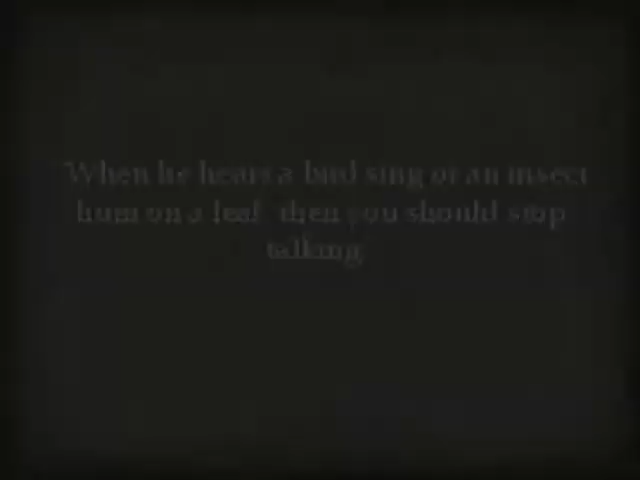 When he hears a bird sing or an insect
hum on a leaf, then you should stop
talking.